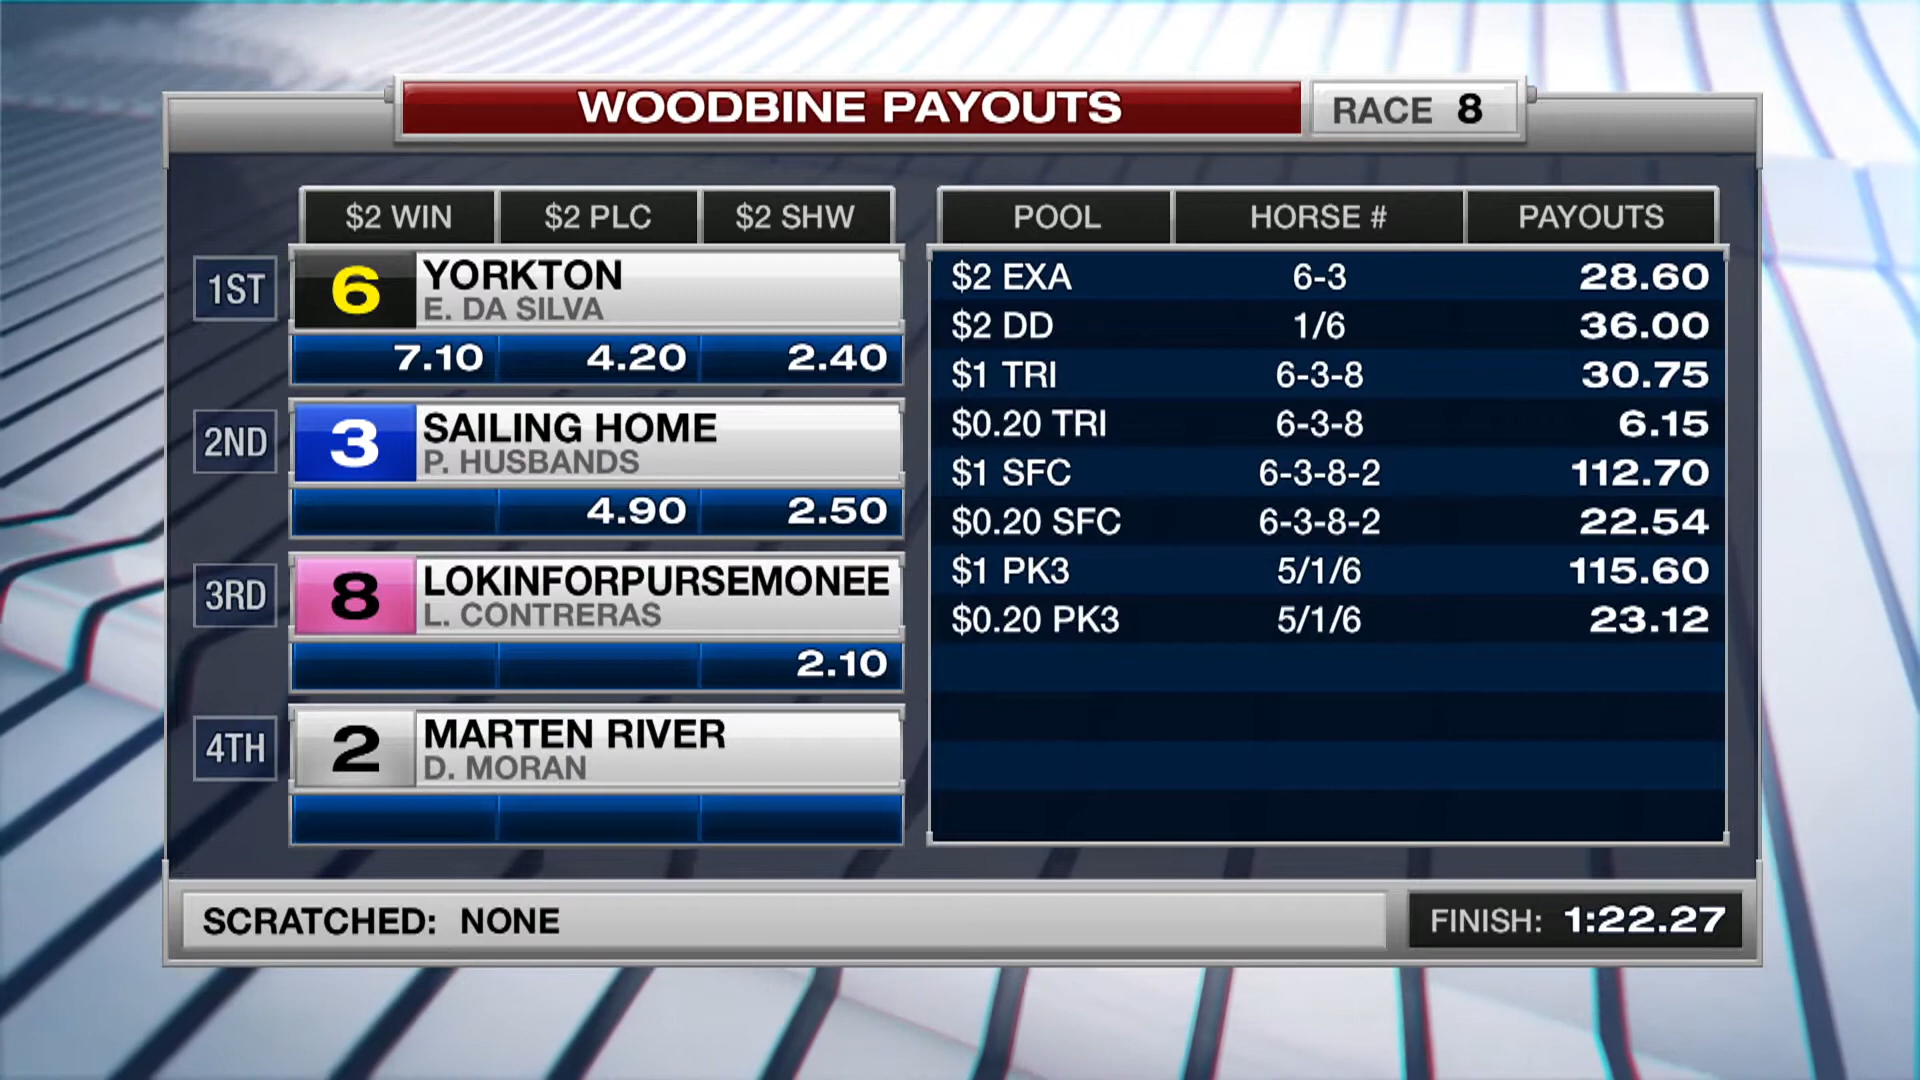 WOODBINE PAYOUTS RACE 8
$2 WIN $2 PLC $2 SHW
1ST 6 YORKTON
E. DA SILVA
7.10 4.20 2.40
2ND 3 SAILING HOME
P. HUSBANDS
4.90 2.50
3RD 8 LOKINFORPURSEMONEE
L. CONTRERAS
2.10
4TH 2 MARTEN RIVER
D. MORAN
POOL HORSE # PAYOUTS
$2 EXA 6-3 28.60
$2 DD 1/6 36.00
$1 TRI 6-3-8 30.75
$0.20 TRI 6-3-8 6.15
$1 SFC 6-3-8-2 112.70
$0.20 SFC 6-3-8-2 22.54
$1 PK3 5/1/6 115.60
$0.20 PK3 5/1/6 23.12
SCRATCHED: NONE
FINISH: 1:22.27